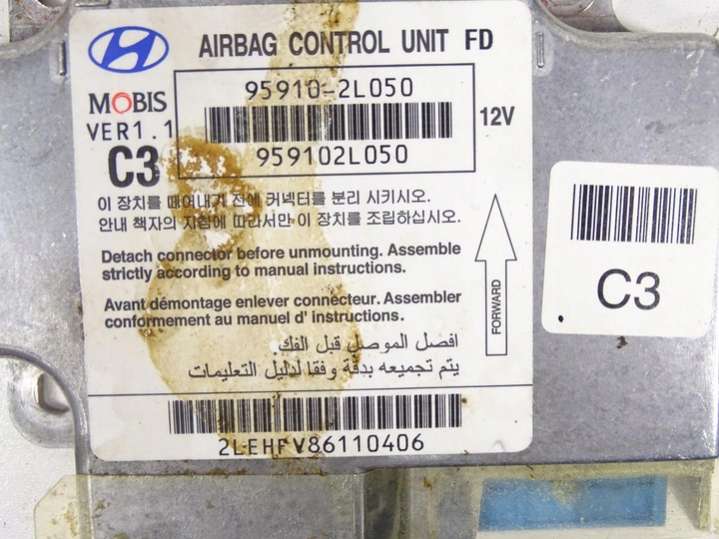 AIRBAG CONTROL UNIT FD
MOBIS
VER1.1
C3
95910-2L050
959102L050
12V
이 장치를 떼어내기 전에 커넥터를 분리 시키시오.
안내 책자의 지침에 따라서만 이 장치를 조립하십시오.
Detach connector before unmounting. Assemble
strictly according to manual instructions.
Avant démontage enlever connecteur. Assembler
conformement au manuel d' instructions.
افصل الموصل قبل الفك.
يتم تجميعه بدقة وفقا لدليل التعليمات
FORWARD
2LEHFV86110406
C3